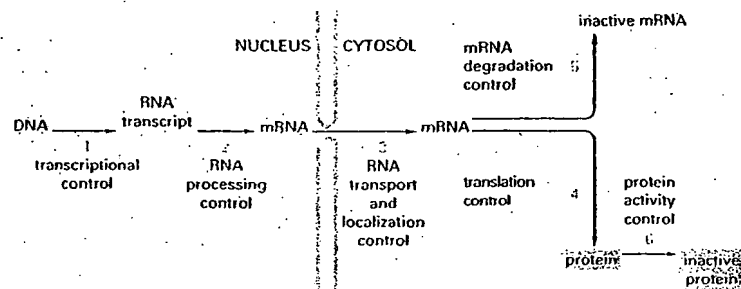 inactive mRNA
NUCLEUS CYTOSOL
mRNA
degradation
control
5
DNA
RNA
transcript
mRNA
mRNA
1
transcriptional
control
2
RNA
processing
control
3
RNA
transport
and
localization
control
translation
control
4
protein
activity
control
6
protein
inactive
protein